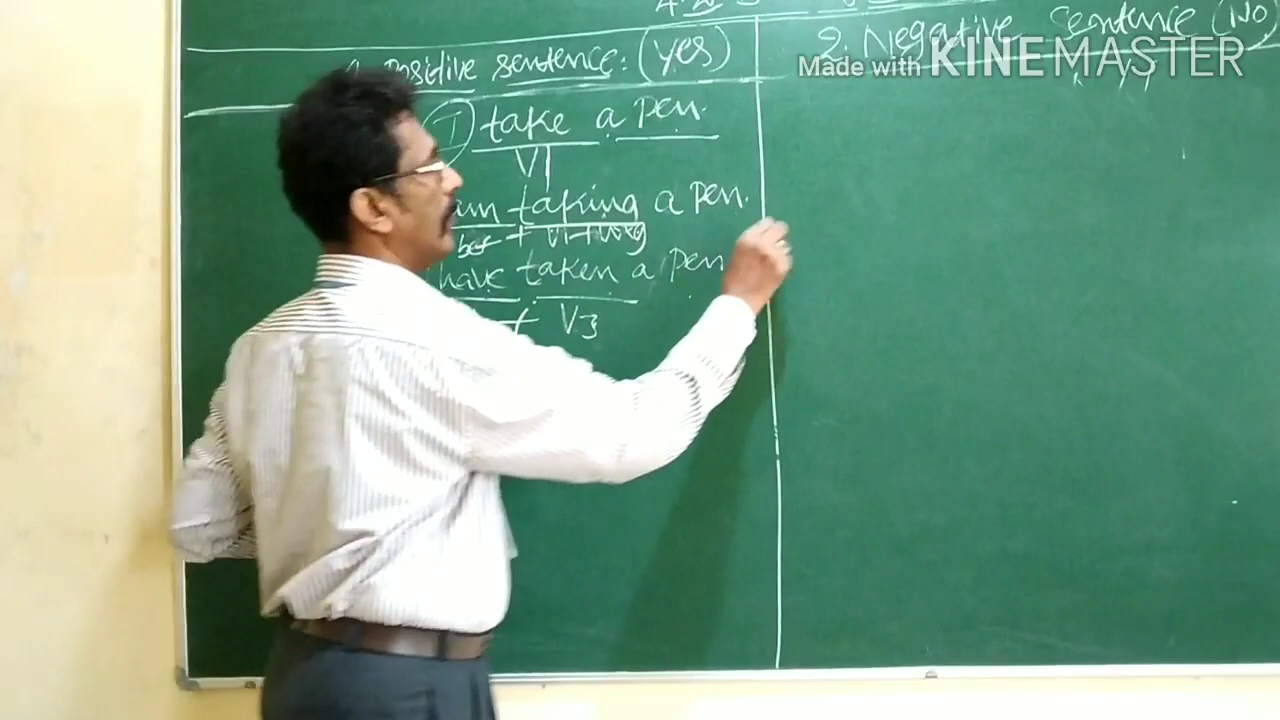 1. Positive sentence: (Yes)
2. Negative sentence (No)
Made with KINEMASTER
I take a pen.
V1
am taking a pen.
+ V1+ing
have taken a pen
+ V3